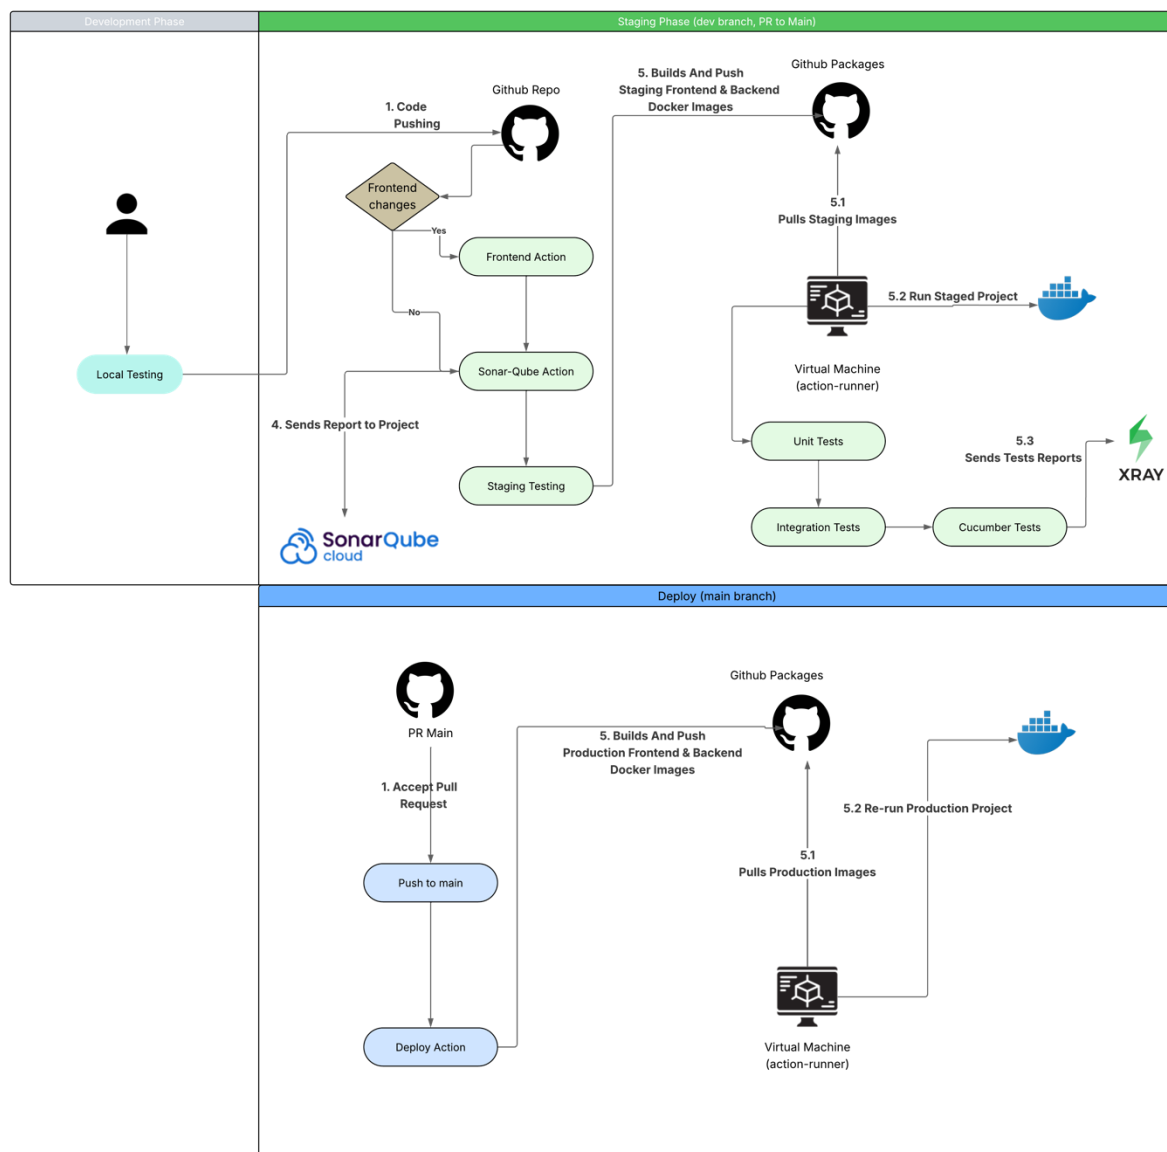 Development Phase
Staging Phase (dev branch, PR to Main)
Github Repo
1. Code
Pushing
Frontend
changes
Yes
No
Frontend Action
Sonar-Qube Action
Staging Testing
Local Testing
4. Sends Report to Project
SonarQube
cloud
5. Builds And Push
Staging Frontend & Backend
Docker Images
Github Packages
5.1
Pulls Staging Images
5.2 Run Staged Project
Virtual Machine
(action-runner)
Unit Tests
Integration Tests
Cucumber Tests
5.3
Sends Tests Reports
XRAY
Deploy (main branch)
PR Main
1. Accept Pull
Request
Push to main
Deploy Action
5. Builds And Push
Production Frontend & Backend
Docker Images
Github Packages
5.1
Pulls Production Images
5.2 Re-run Production Project
Virtual Machine
(action-runner)